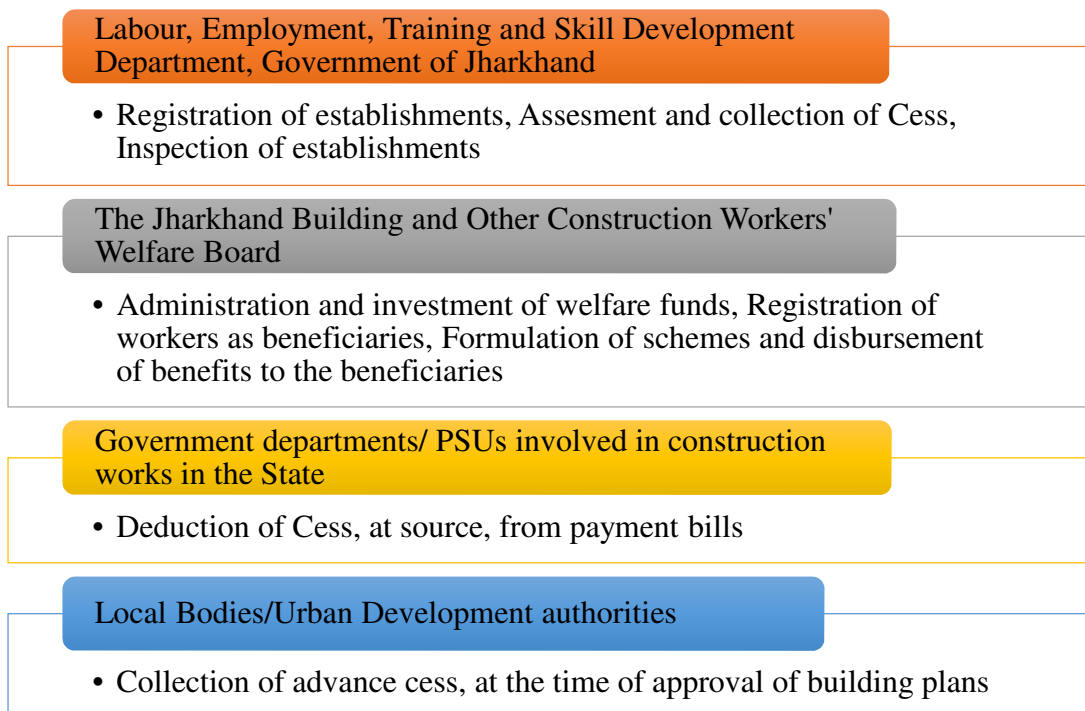 Labour, Employment, Training and Skill Development
Department, Government of Jharkhand
• Registration of establishments, Assesment and collection of Cess,
Inspection of establishments
The Jharkhand Building and Other Construction Workers'
Welfare Board
• Administration and investment of welfare funds, Registration of
workers as beneficiaries, Formulation of schemes and disbursement
of benefits to the beneficiaries
Government departments/ PSUs involved in construction
works in the State
• Deduction of Cess, at source, from payment bills
Local Bodies/Urban Development authorities
• Collection of advance cess, at the time of approval of building plans